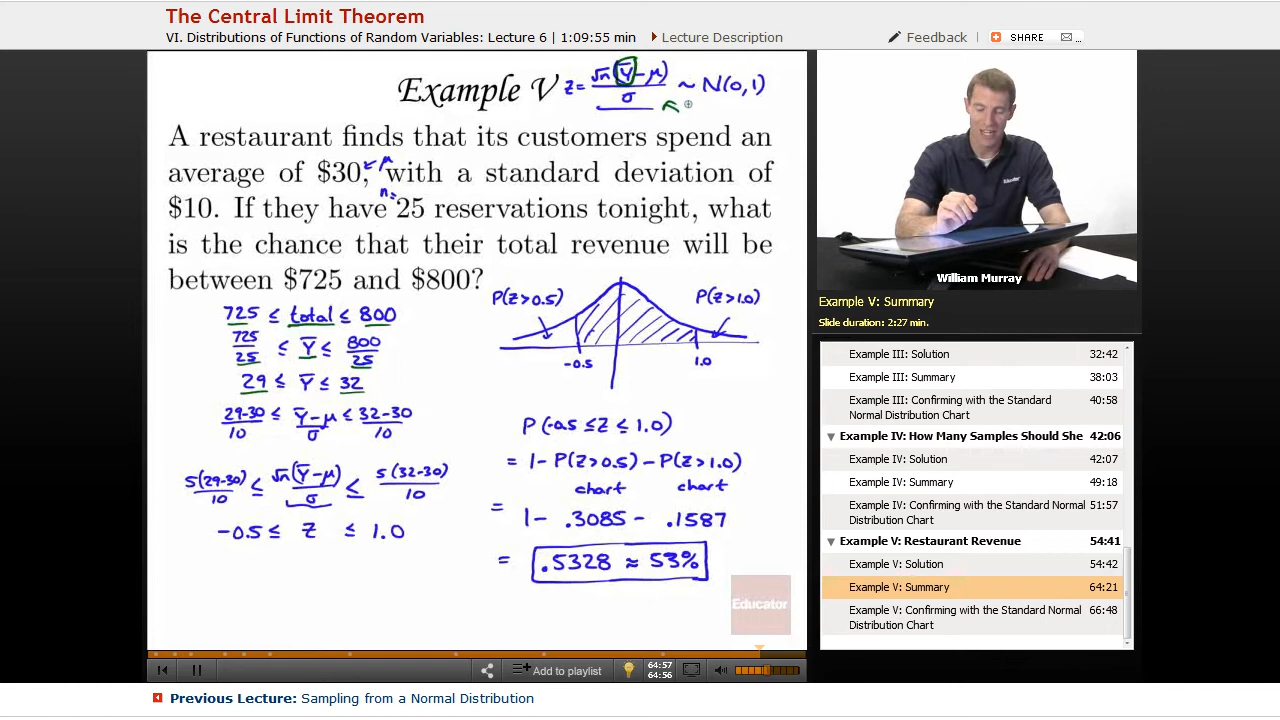 The Central Limit Theorem
VI. Distributions of Functions of Random Variables: Lecture 6 | 1:09:55 min
Lecture Description
Feedback
SHARE
Example V
Z = √n(Ȳ-μ)/σ ~ N(0,1)
A restaurant finds that its customers spend an
average of $30, ← μ with a standard deviation of
$10. If they have n= 25 reservations tonight, what
is the chance that their total revenue will be
between $725 and $800?
725 ≤ total ≤ 800
725/25 ≤ Ȳ ≤ 800/25
29 ≤ Ȳ ≤ 32
29-30/10 ≤ Ȳ-μ/σ ≤ 32-30/10
5(29-30)/10 ≤ √n(Ȳ-μ)/σ ≤ 5(32-30)/10
-0.5 ≤ Z ≤ 1.0
P(Z>0.5)
P(Z>1.0)
-0.5
1.0
P(-0.5 ≤ Z ≤ 1.0)
= 1- P(Z>0.5) - P(Z>1.0)
chart chart
= 1- .3085 - .1587
= .5328 ≈ 53%
Educator
Educator
William Murray
Example V: Summary
Slide duration: 2:27 min.
Example III: Solution 32:42
Example III: Summary 38:03
Example III: Confirming with the Standard 40:58
Normal Distribution Chart
Example IV: How Many Samples Should She 42:06
Example IV: Solution 42:07
Example IV: Summary 49:18
Example IV: Confirming with the Standard Normal 51:57
Distribution Chart
Example V: Restaurant Revenue 54:41
Example V: Solution 54:42
Example V: Summary 64:21
Example V: Confirming with the Standard Normal 66:48
Distribution Chart
Add to playlist
64:57
64:56
Previous Lecture: Sampling from a Normal Distribution